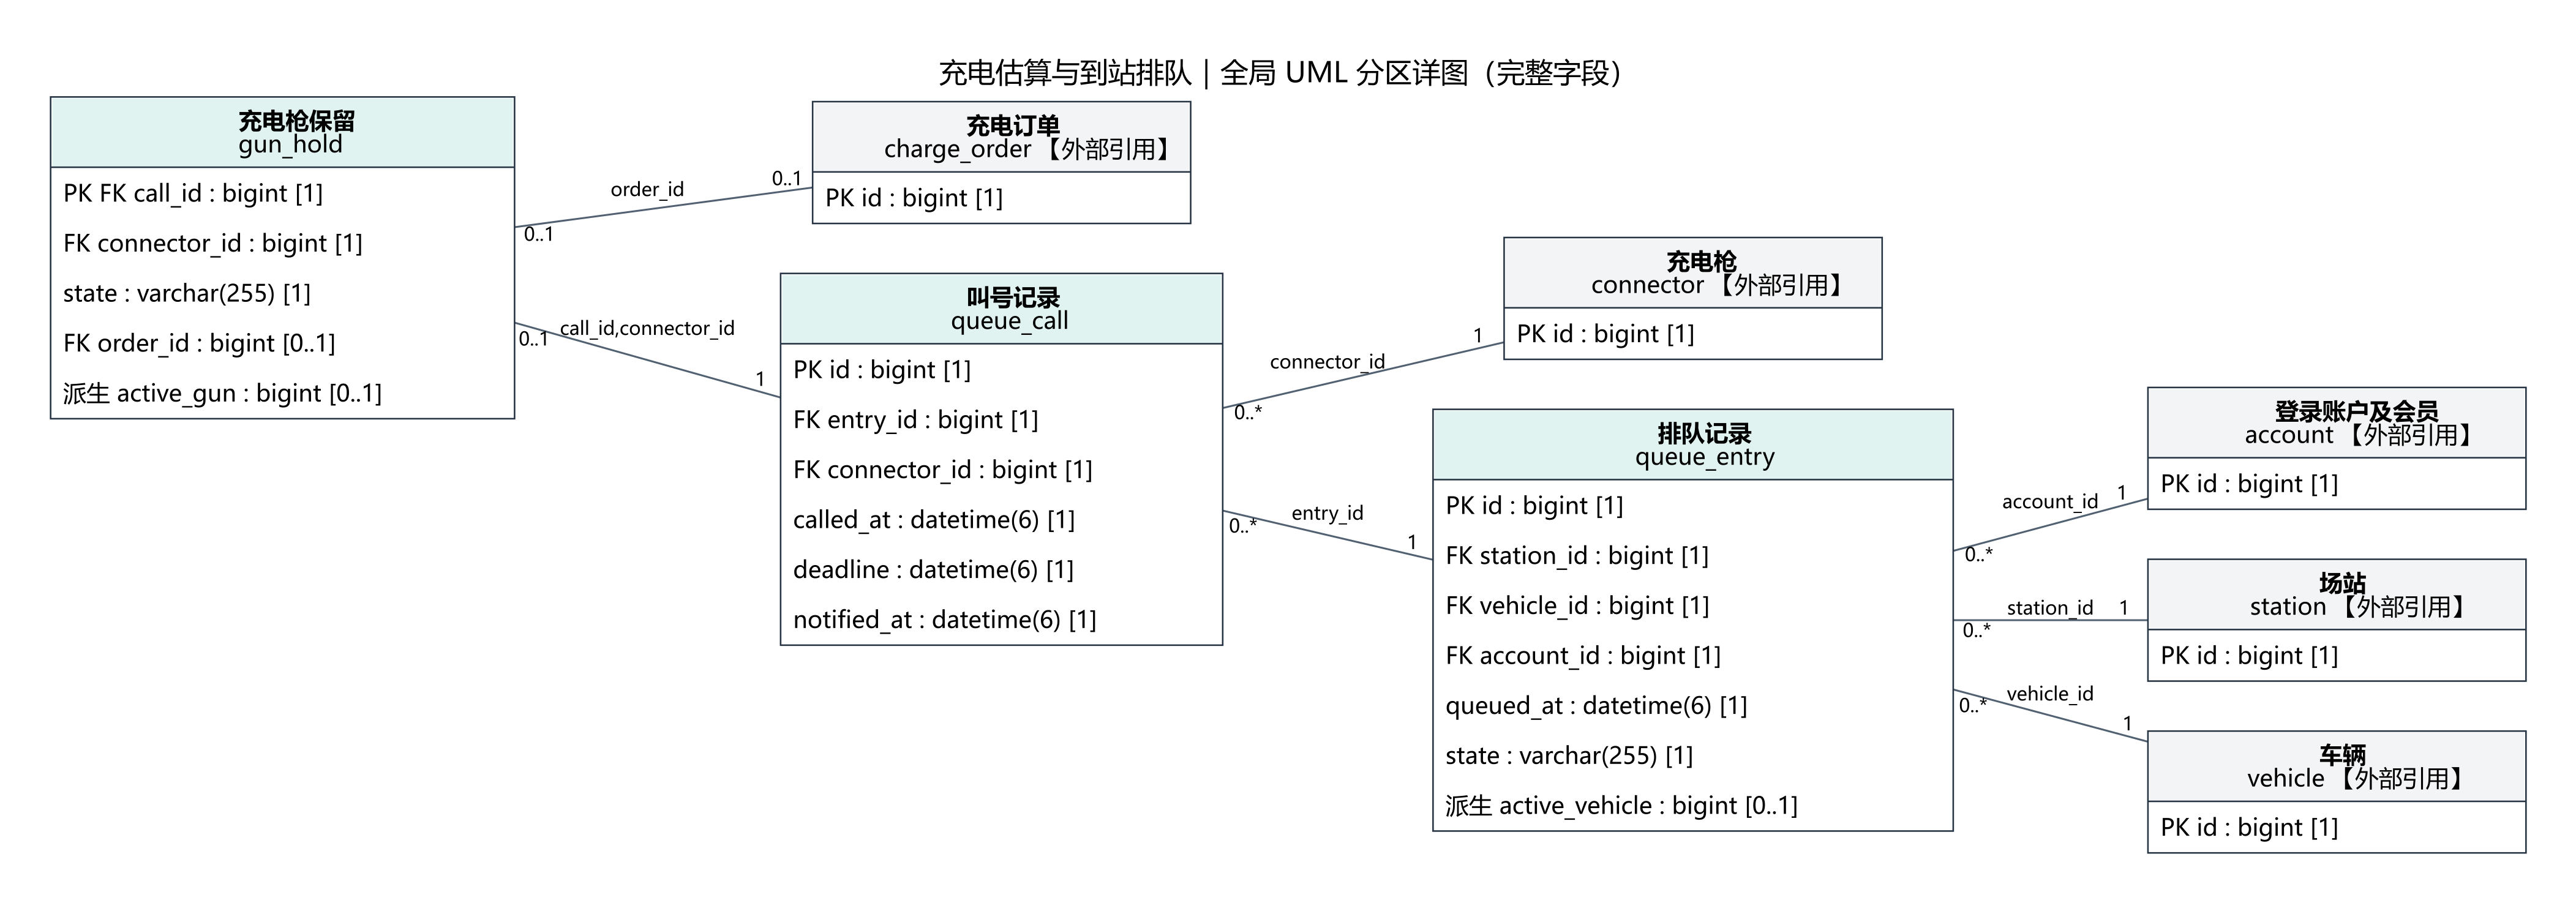 充电估算与到站排队 | 全局 UML 分区详图（完整字段）
充电枪保留
gun_hold
PK FK call_id : bigint [1]
FK connector_id : bigint [1]
state : varchar(255) [1]
FK order_id : bigint [0..1]
派生 active_gun : bigint [0..1]
order_id
0..1
0..1
call_id,connector_id
0..1
1
充电订单
charge_order 【外部引用】
PK id : bigint [1]
叫号记录
queue_call
PK id : bigint [1]
FK entry_id : bigint [1]
FK connector_id : bigint [1]
called_at : datetime(6) [1]
deadline : datetime(6) [1]
notified_at : datetime(6) [1]
connector_id
0..*
1
entry_id
0..*
1
充电枪
connector 【外部引用】
PK id : bigint [1]
排队记录
queue_entry
PK id : bigint [1]
FK station_id : bigint [1]
FK vehicle_id : bigint [1]
FK account_id : bigint [1]
queued_at : datetime(6) [1]
state : varchar(255) [1]
派生 active_vehicle : bigint [0..1]
account_id
0..*
1
station_id
0..*
1
vehicle_id
0..*
1
登录账户及会员
account 【外部引用】
PK id : bigint [1]
场站
station 【外部引用】
PK id : bigint [1]
车辆
vehicle 【外部引用】
PK id : bigint [1]